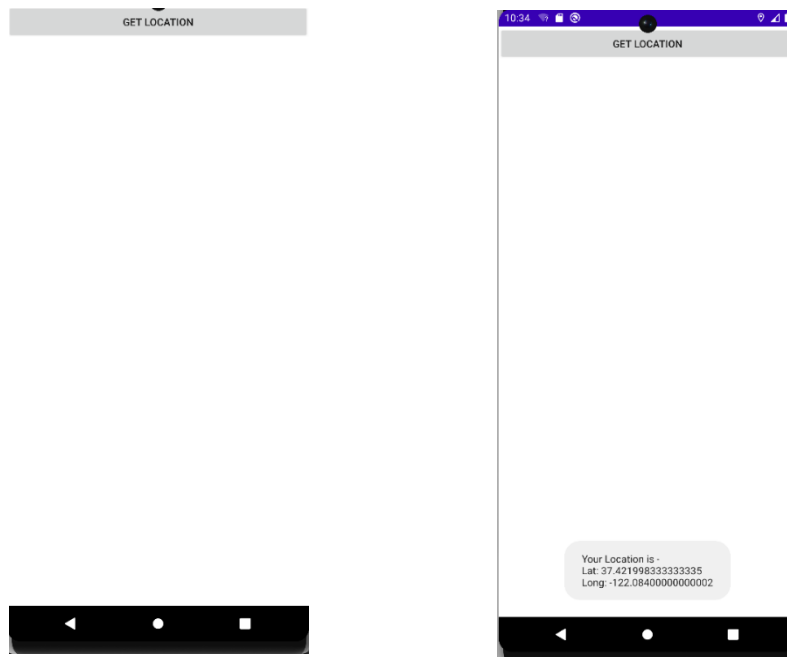 GET LOCATION
10:34
GET LOCATION
Your Location is -
Lat: 37.421998333333335
Long: -122.08400000000002